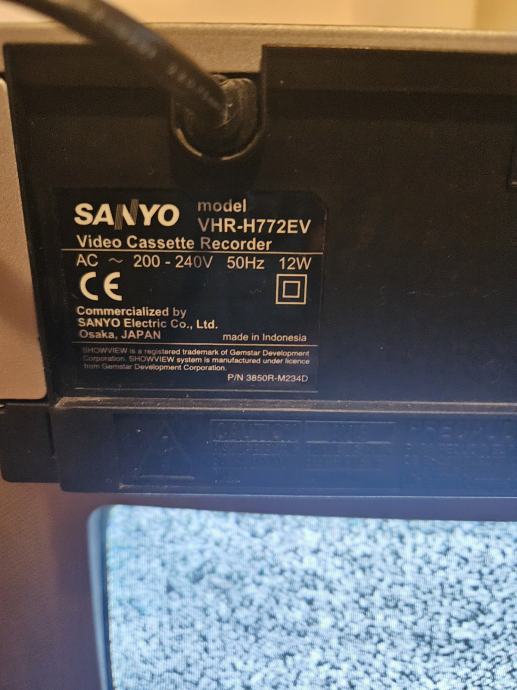 SANYO
model
VHR-H772EV
Video Cassette Recorder
AC ~ 200 - 240V 50Hz 12W
CE
Commercialized by
SANYO Electric Co., Ltd.
Osaka, JAPAN made in Indonesia
SHOWVIEW is a registered trademark of Gemstar Development
Corporation. SHOWVIEW system is manufactured under licence
from Gemstar Development Corporation.
P/N 3850R-M234D